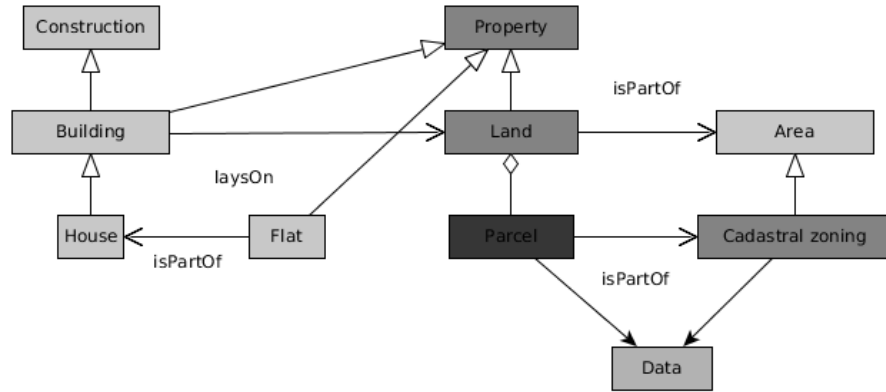 Construction
Property
isPartOf
Building
Land
Area
laysOn
House
Flat
Parcel
Cadastral zoning
isPartOf
isPartOf
Data